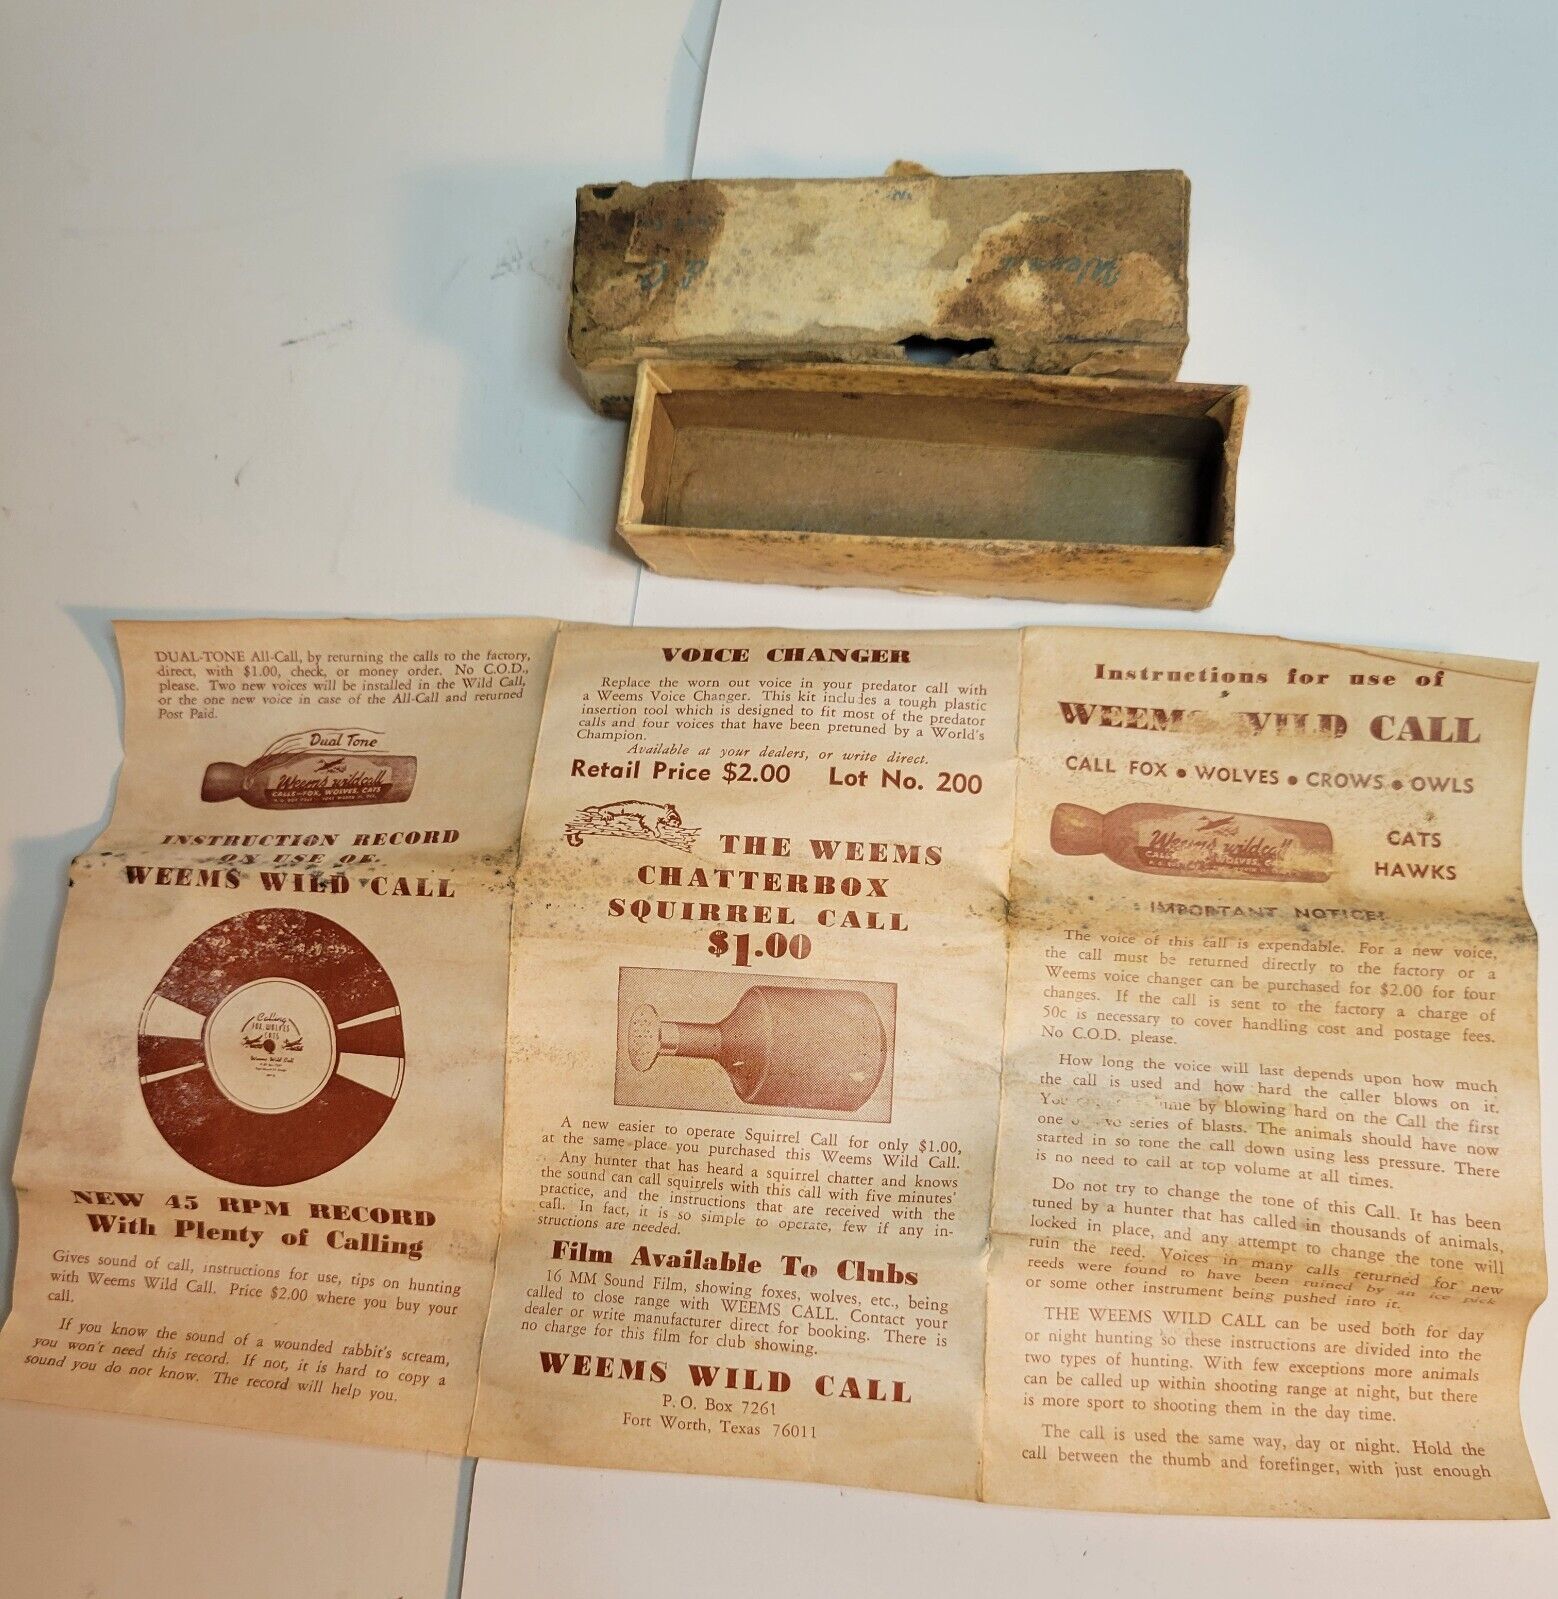 Weems
DUAL-TONE All-Call, by returning the calls to the factory,
direct, with $1.00, check, or money order. No C.O.D.,
please. Two new voices will be installed in the Wild Call,
or the one new voice in case of the All-Call and returned
Post Paid.
Dual Tone
Weems wildcall
CALLS-FOX, WOLVES, CATS
INSTRUCTION RECORD
ON USE OF
WEEMS WILD CALL
Calling
FOX, WOLVES
CATS
Weems Wild Call
NEW 45 RPM RECORD
With Plenty of Calling
Gives sound of call, instructions for use, tips on hunting
with Weems Wild Call. Price $2.00 where you buy your
call.
If you know the sound of a wounded rabbit's scream,
you won't need this record. If not, it is hard to copy a
sound you do not know. The record will help you.
VOICE CHANGER
Replace the worn out voice in your predator call with
a Weems Voice Changer. This kit includes a tough plastic
insertion tool which is designed to fit most of the predator
calls and four voices that have been pretuned by a World's
Champion.
Available at your dealers, or write direct.
Retail Price $2.00 Lot No. 200
THE WEEMS
CHATTERBOX
SQUIRREL CALL
$1.00
A new easier to operate Squirrel Call for only $1.00,
at the same place you purchased this Weems Wild Call.
Any hunter that has heard a squirrel chatter and knows
the sound can call squirrels with this call with five minutes'
practice, and the instructions that are received with the
call. In fact, it is so simple to operate, few if any in-
structions are needed.
Film Available To Clubs
16 MM Sound Film, showing foxes, wolves, etc., being
called to close range with WEEMS CALL. Contact your
dealer or write manufacturer direct for booking. There is
no charge for this film for club showing.
WEEMS WILD CALL
P. O. Box 7261
Fort Worth, Texas 76011
Instructions for use of
WEEMS WILD CALL
CALL FOX • WOLVES • CROWS • OWLS
CATS
HAWKS
Weems wildcall
IMPORTANT NOTICE!
The voice of this call is expendable. For a new voice,
the call must be returned directly to the factory or a
Weems voice changer can be purchased for $2.00 for four
changes. If the call is sent to the factory a charge of
50c is necessary to cover handling cost and postage fees.
No C.O.D. please.
How long the voice will last depends upon how much
the call is used and how hard the caller blows on it.
You by blowing hard on the Call the first
one series of blasts. The animals should have now
started in so tone the call down using less pressure. There
is no need to call at top volume at all times.
Do not try to change the tone of this Call. It has been
tuned by a hunter that has called in thousands of animals,
locked in place, and any attempt to change the tone will
ruin the reed. Voices in many calls returned for new
reeds were found to have been ruined by an ice pick
or some other instrument being pushed into it.
THE WEEMS WILD CALL can be used both for day
or night hunting so these instructions are divided into the
two types of hunting. With few exceptions more animals
can be called up within shooting range at night, but there
is more sport to shooting them in the day time.
The call is used the same way, day or night. Hold the
call between the thumb and forefinger, with just enough